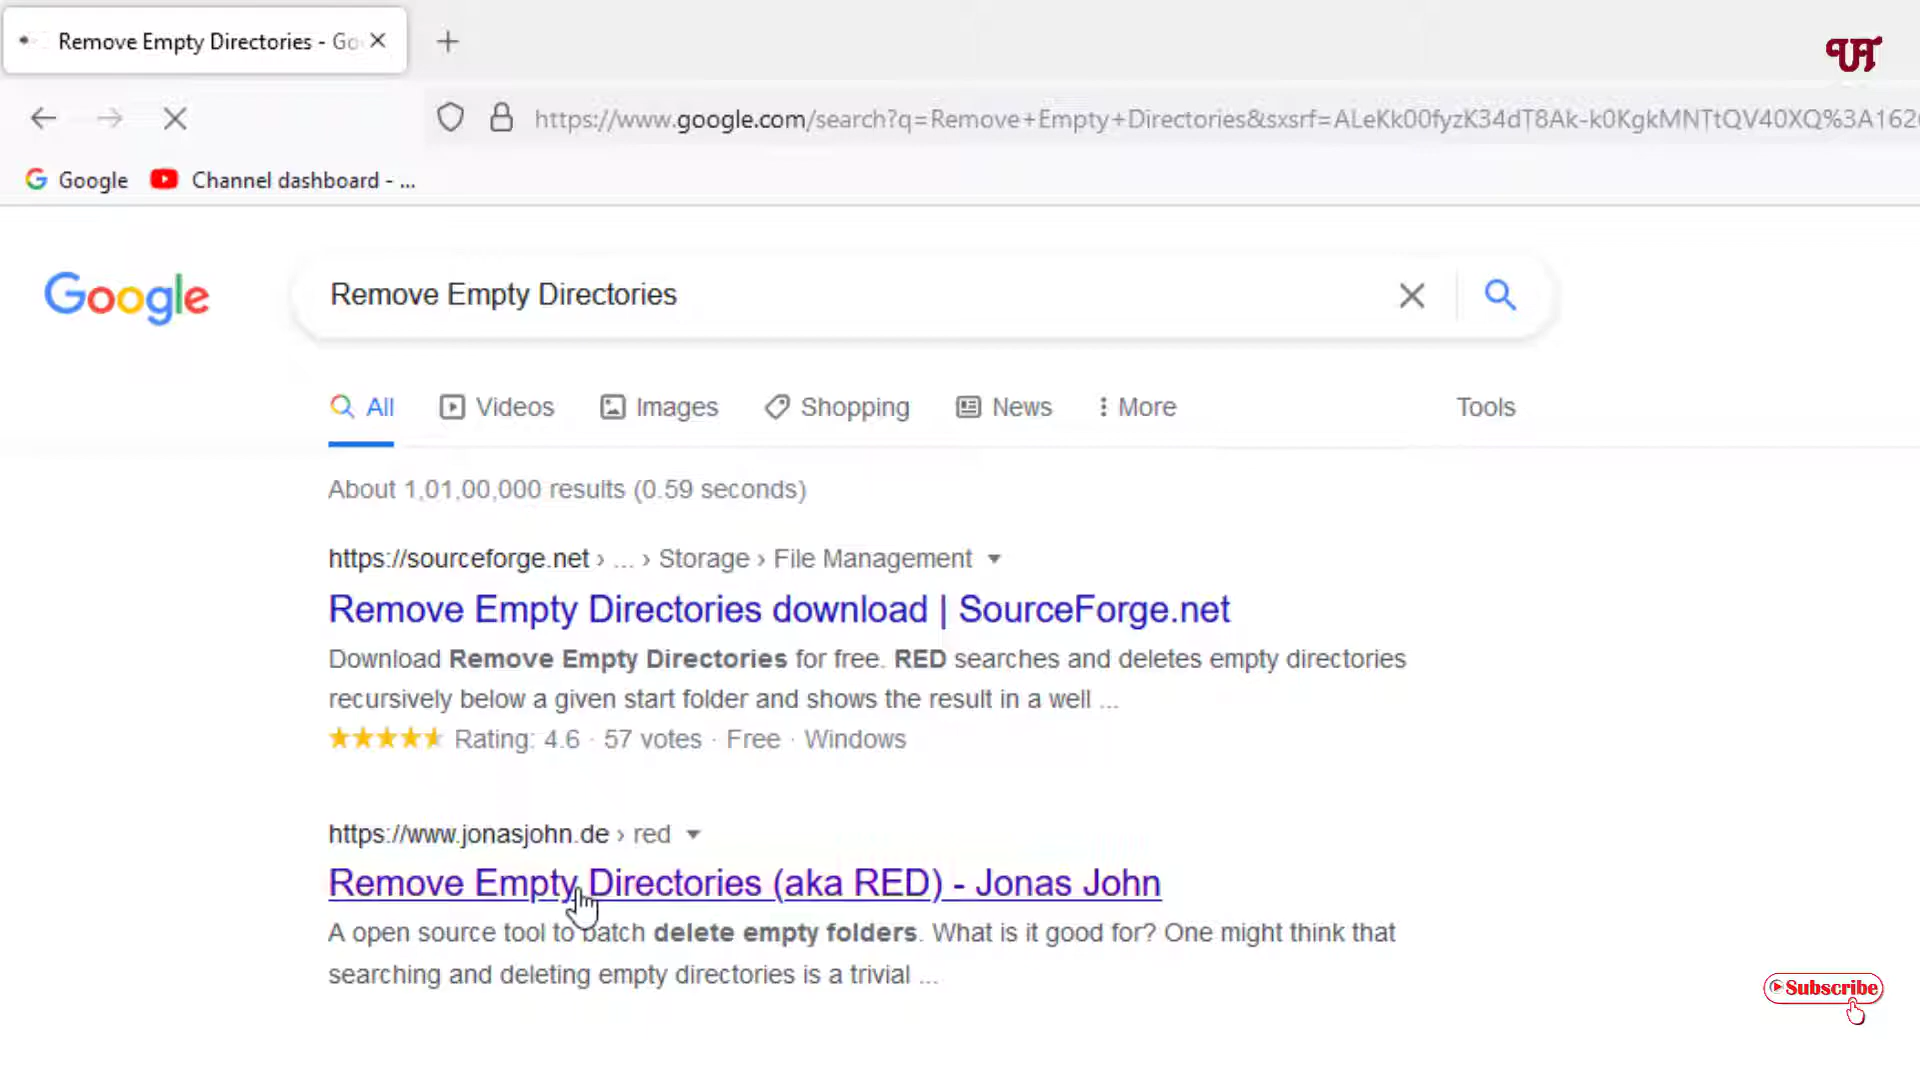 Remove Empty Directories - Go
UA
https://www.google.com/search?q=Remove+Empty+Directories&sxsrf=ALeKk00fyzK34dT8Ak-k0KgkMNTtQV40XQ%3A162
Google
Channel dashboard - ...
Google
Remove Empty Directories
All
Videos
Images
Shopping
News
More
Tools
About 1,01,00,000 results (0.59 seconds)
https://sourceforge.net › ... › Storage › File Management
Remove Empty Directories download | SourceForge.net
Download Remove Empty Directories for free. RED searches and deletes empty directories
recursively below a given start folder and shows the result in a well ...
Rating: 4.6 · 57 votes · Free · Windows
https://www.jonasjohn.de › red
Remove Empty Directories (aka RED) - Jonas John
A open source tool to batch delete empty folders. What is it good for? One might think that
searching and deleting empty directories is a trivial ...
Subscribe